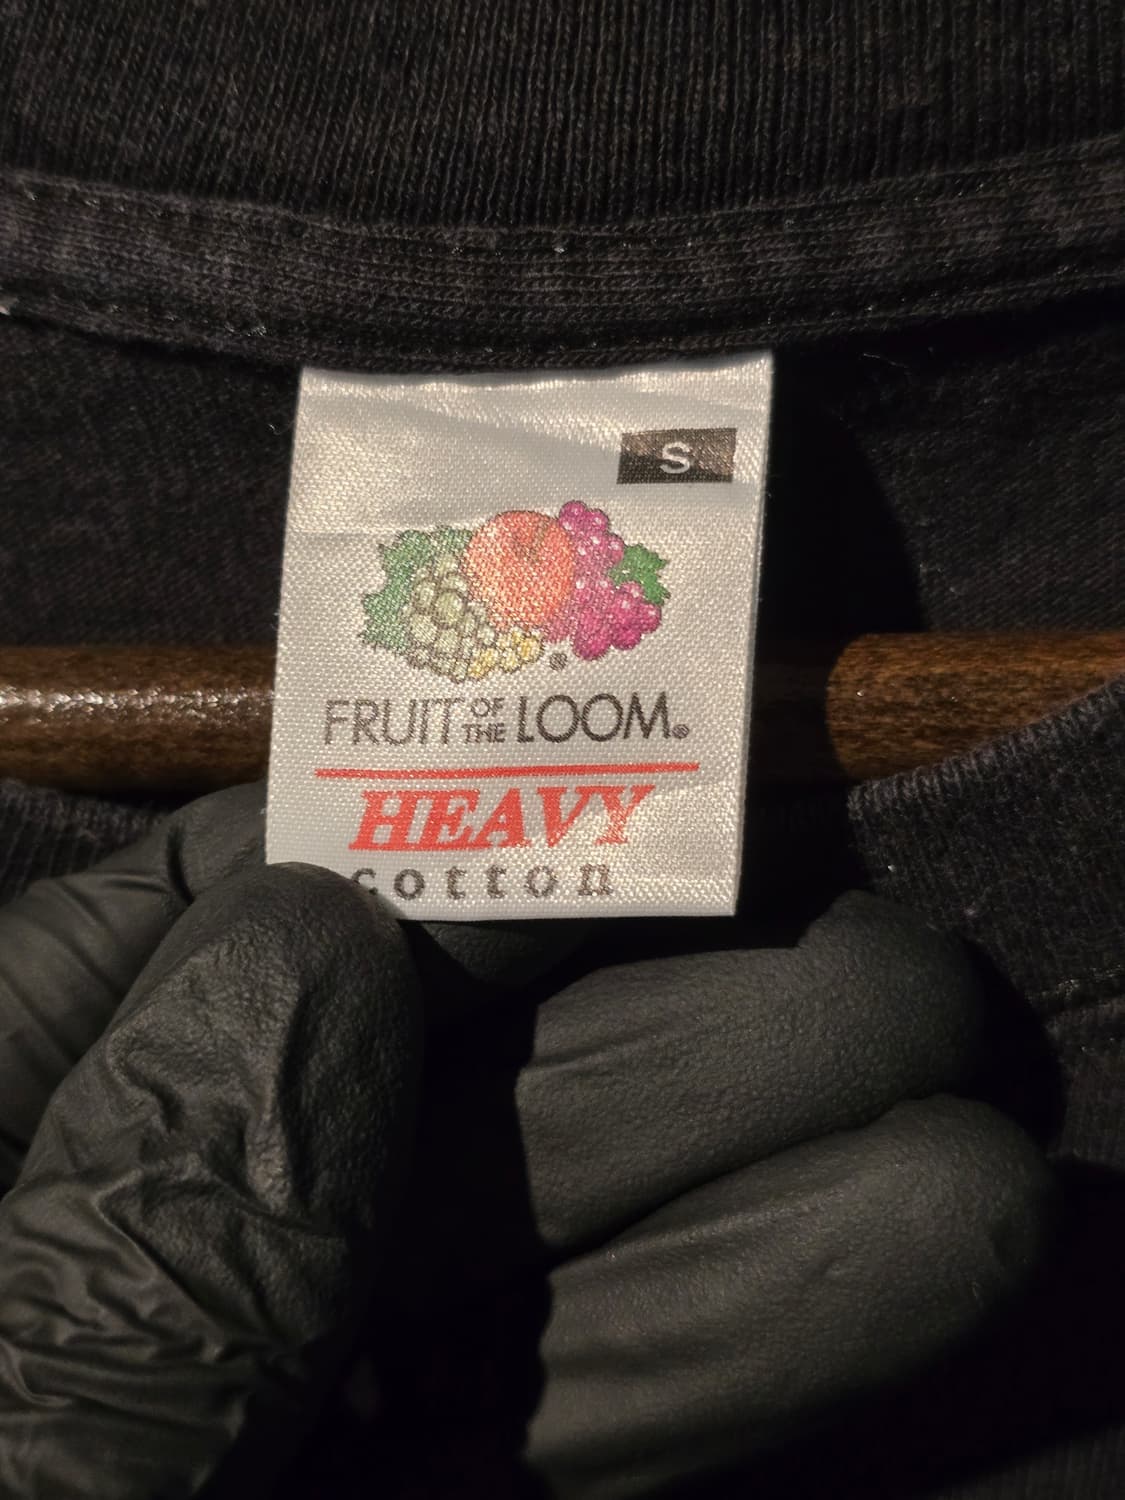 S
FRUIT OF THE LOOM®
HEAVY
cotton